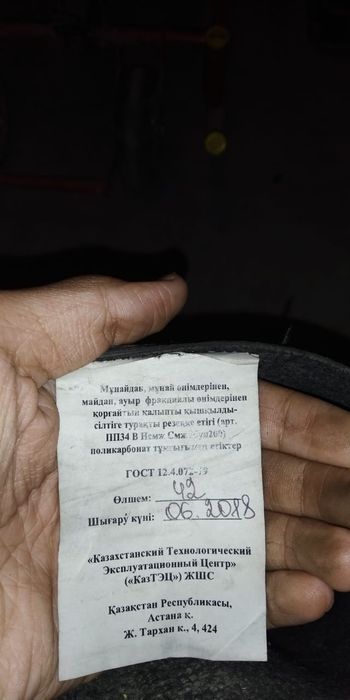 Мұнайдан, мұнай өнімдерінен,
майдан, ауыр фракциялы өнімдерінен
қорғайтын қалыпты қышқылды-
сілтіге тұрақты резеңке етігі (арт.
ПП34 В Нсмж Смж
поликарбонат етіктер
ГОСТ 12.4.072-79
Өлшем: 42
Шығару күні: 06. 2018
«Казахстанский Технологический
Эксплуатационный Центр»
(«КазТЭЦ») ЖШС
Қазақстан Республикасы,
Астана қ.
Ж. Тархан к., 4, 424